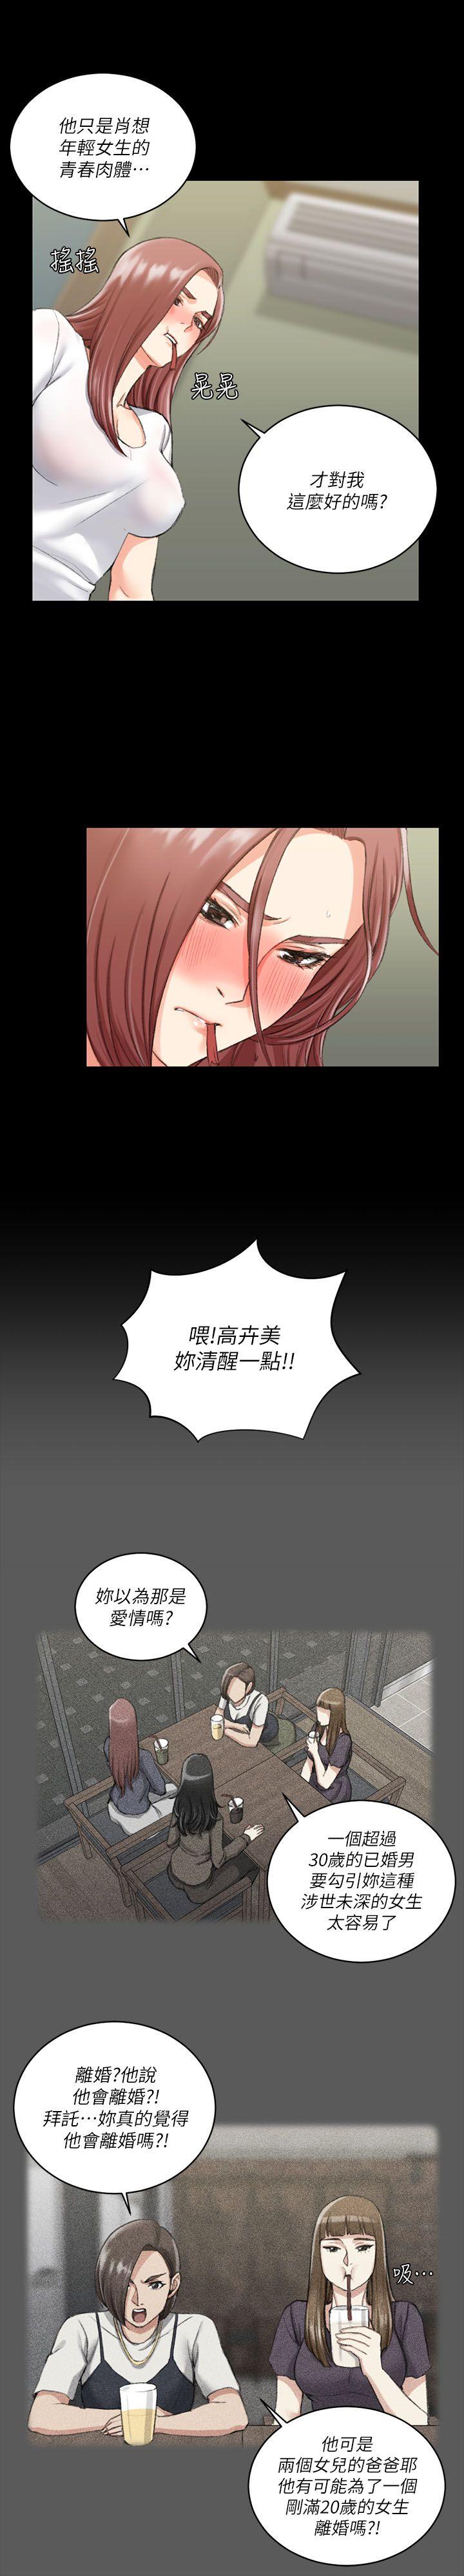 他只是肖想
年輕女生的
青春肉體⋯
搖搖
晃晃
才對我
這麼好的嗎?
喂!高卉美
妳清醒一點!!
妳以為那是
愛情嗎?
一個超過
30歲的已婚男
要勾引妳這種
涉世未深的女生
太容易了
離婚?他說
他會離婚?!
拜託⋯妳真的覺得
他會離婚嗎?!
吸⋯
他可是
兩個女兒的爸爸耶
他有可能為了一個
剛滿20歲的女生
離婚嗎?!